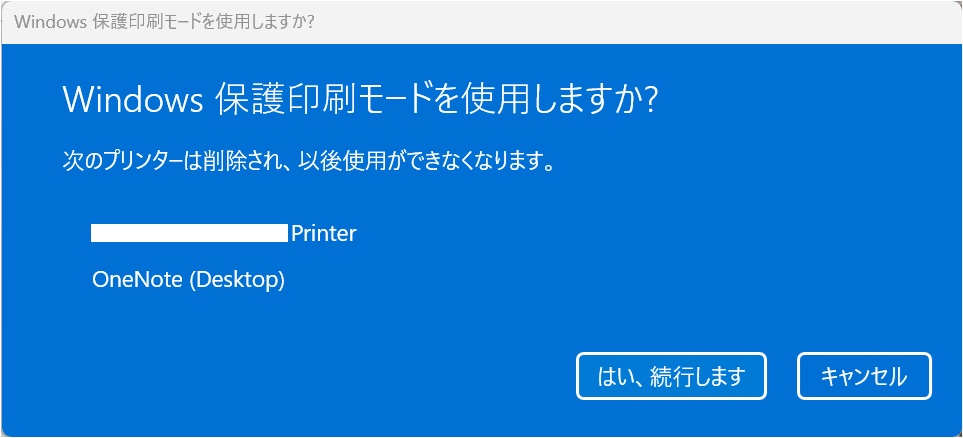 Windows 保護印刷モードを使用しますか?
Windows 保護印刷モードを使用しますか?
次のプリンターは削除され、以後使用ができなくなります。
Printer
OneNote (Desktop)
はい、続行します
キャンセル